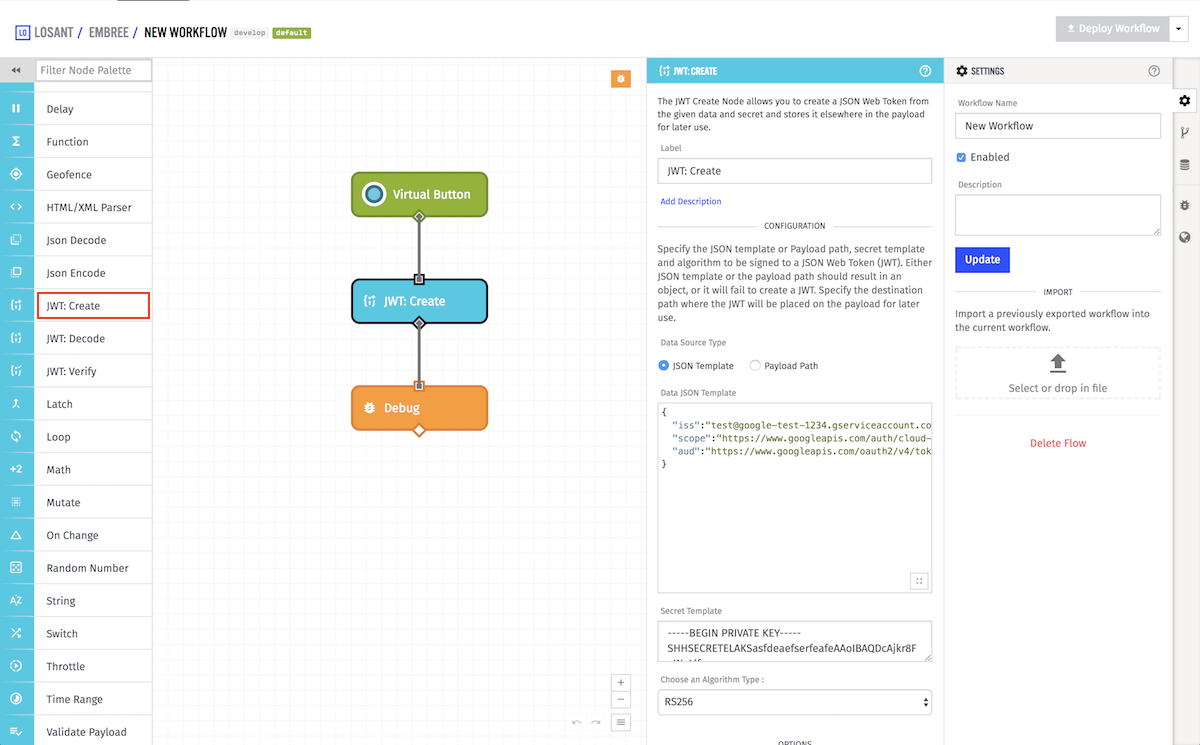 LO LOSANT / EMBREE / NEW WORKFLOW develop default
Deploy Workflow
Filter Node Palette
Delay
Function
Geofence
HTML/XML Parser
Json Decode
Json Encode
JWT: Create
JWT: Decode
JWT: Verify
Latch
Loop
+2 Math
Mutate
On Change
Random Number
String
Switch
Throttle
Time Range
Validate Payload
Virtual Button
JWT: Create
Debug
JWT: CREATE
The JWT Create Node allows you to create a JSON Web Token from
the given data and secret and stores it elsewhere in the payload
for later use.
Label
JWT: Create
Add Description
CONFIGURATION
Specify the JSON template or Payload path, secret template
and algorithm to be signed to a JSON Web Token (JWT). Either
JSON template or the payload path should result in an
object, or it will fail to create a JWT. Specify the destination
path where the JWT will be placed on the payload for later
use.
Data Source Type
JSON Template Payload Path
Data JSON Template
{
"iss":"test@google-test-1234.gserviceaccount.co
"scope":"https://www.googleapis.com/auth/cloud-
"aud":"https://www.googleapis.com/oauth2/v4/tok
}
Secret Template
-----BEGIN PRIVATE KEY-----
SHHSECRETELAKSasfdeaefserfeafeAAoIBAQDcAjkr8F
Choose an Algorithm Type :
RS256
OPTIONS
SETTINGS
Workflow Name
New Workflow
Enabled
Description
Update
IMPORT
Import a previously exported workflow into
the current workflow.
Select or drop in file
Delete Flow